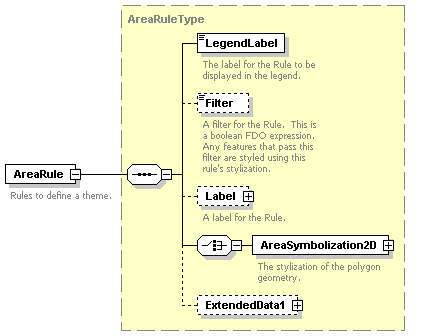 AreaRuleType
LegendLabel
The label for the Rule to be
displayed in the legend.
Filter
A filter for the Rule.  This is
a boolean FDO expression.
Any features that pass this
filter are styled using this
rule's stylization.
AreaRule
Rules to define a theme.
Label
A label for the Rule.
AreaSymbolization2D
The stylization of the polygon
geometry.
ExtendedData1